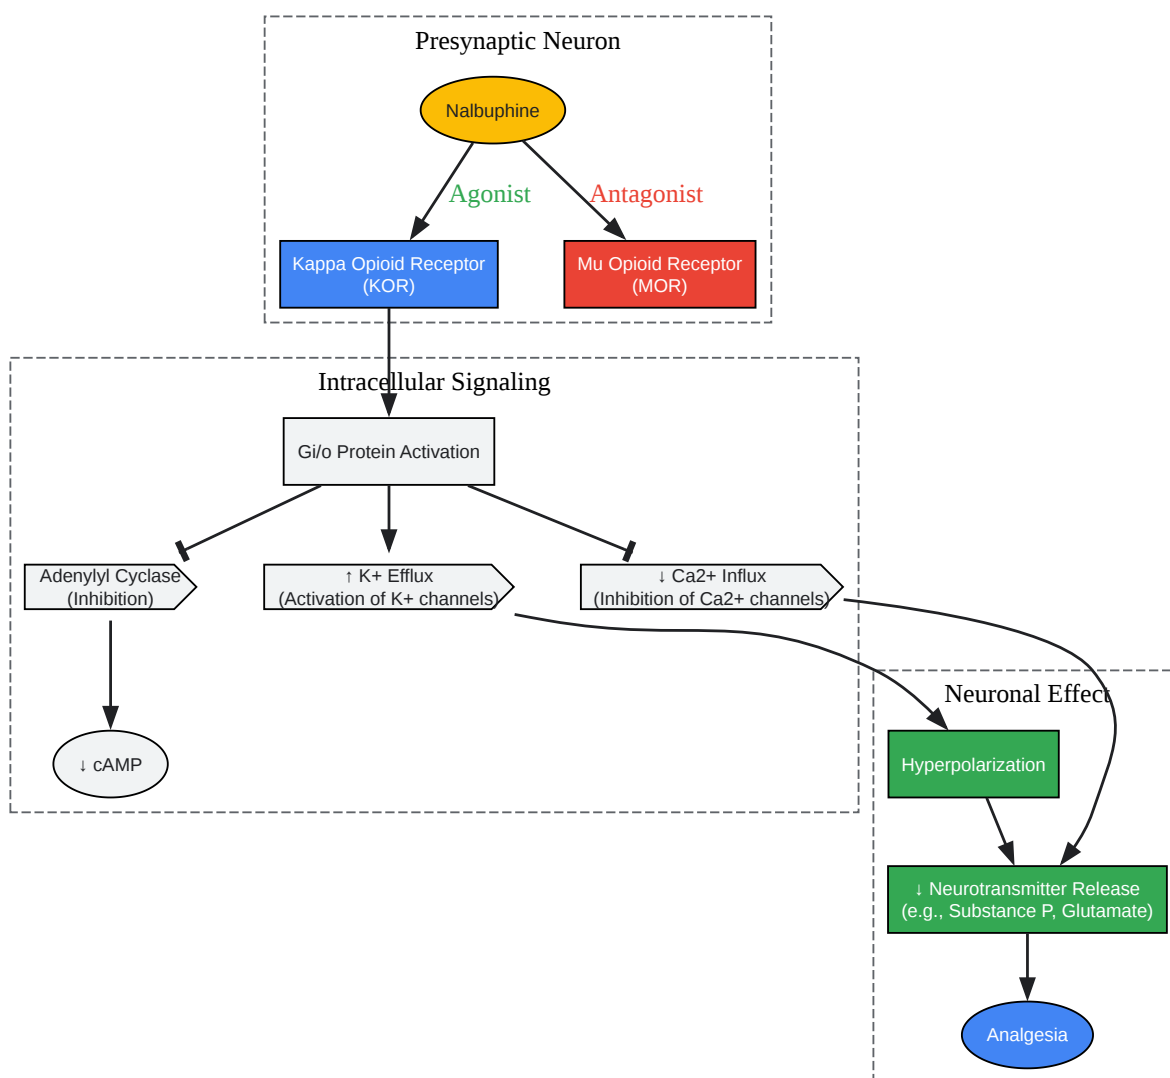 Presynaptic Neuron
Nalbuphine
Agonist
Antagonist
Kappa Opioid Receptor
(KOR)
Mu Opioid Receptor
(MOR)
Intracellular Signaling
Gi/o Protein Activation
Adenylyl Cyclase
(Inhibition)
↑ K+ Efflux
(Activation of K+ channels)
↓ Ca2+ Influx
(Inhibition of Ca2+ channels)
↓ cAMP
Neuronal Effect
Hyperpolarization
↓ Neurotransmitter Release
(e.g., Substance P, Glutamate)
Analgesia